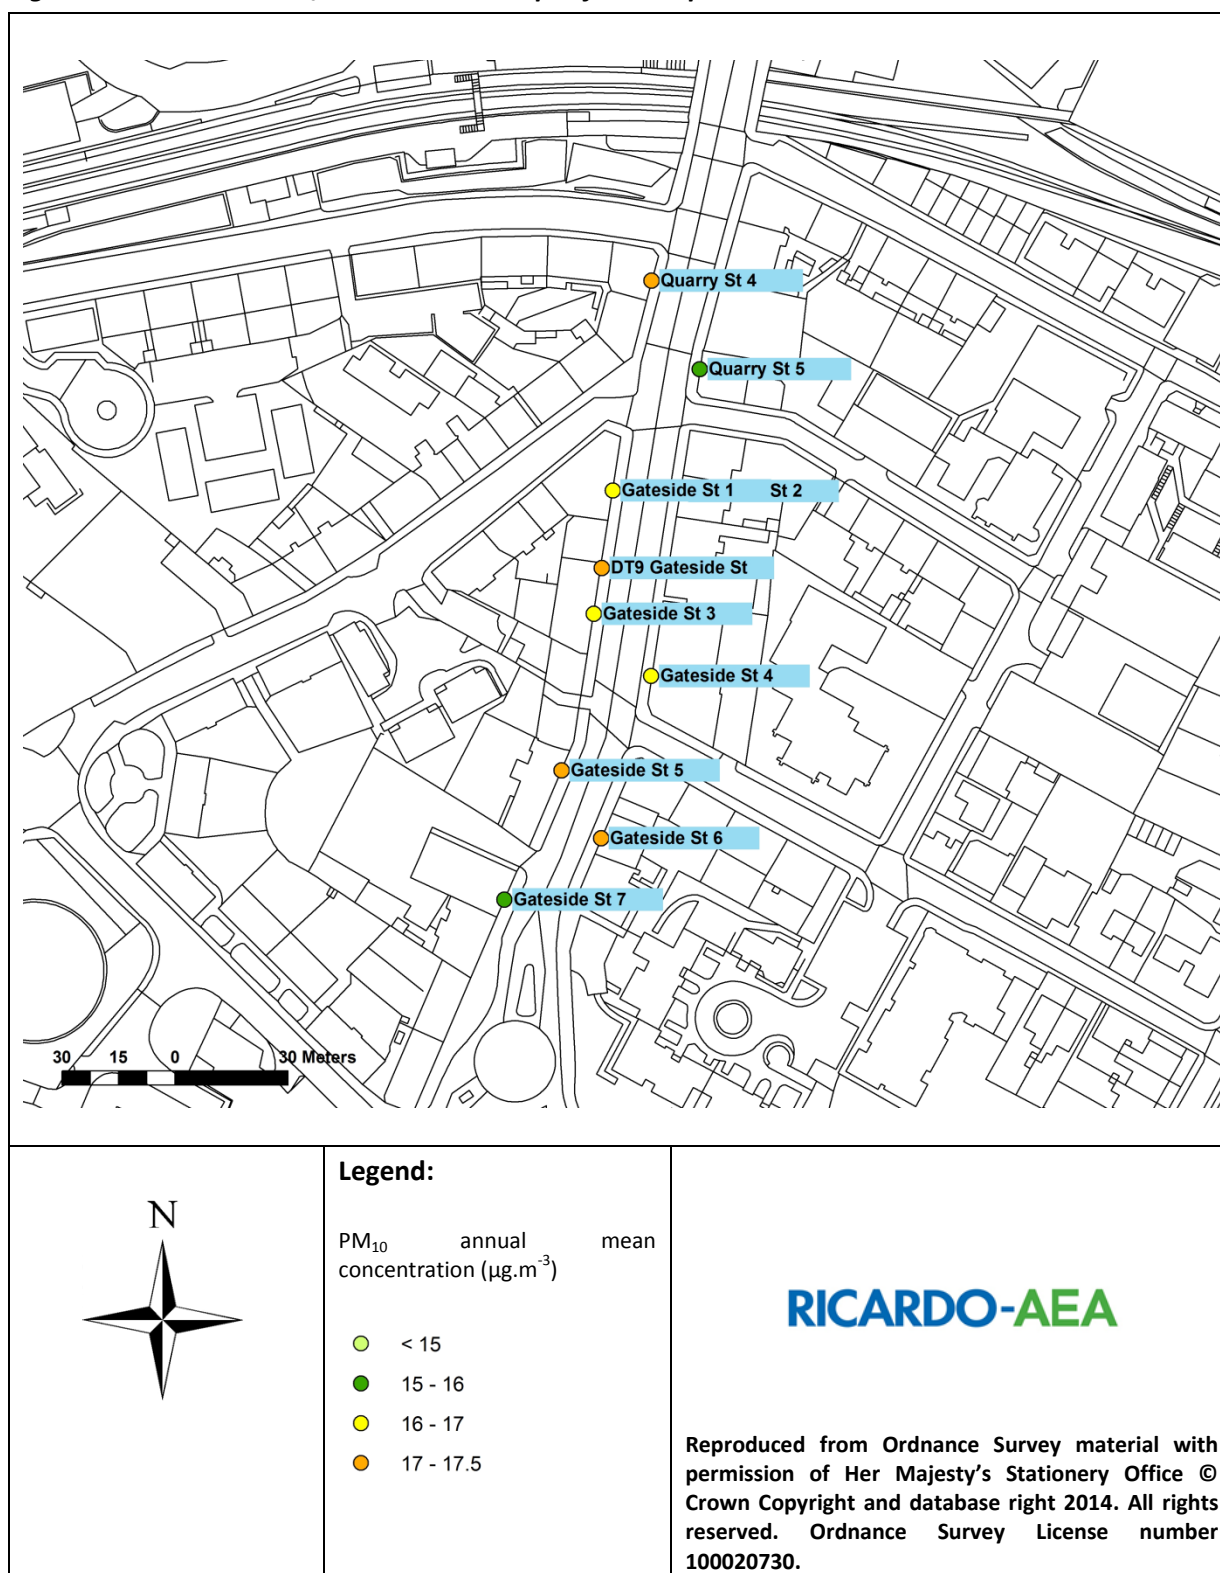 Quarry St 4
Quarry St 5
Gateside St 1 St 2
DT9 Gateside St
Gateside St 3
Gateside St 4
Gateside St 5
Gateside St 6
Gateside St 7
30 15 0 30 Meters
N
Legend:
PM₁₀ annual mean
concentration (µg.m⁻³)
< 15
15 - 16
16 - 17
17 - 17.5
RICARDO-AEA
Reproduced from Ordnance Survey material with
permission of Her Majesty’s Stationery Office ©
Crown Copyright and database right 2014. All rights
reserved. Ordnance Survey License number
100020730.